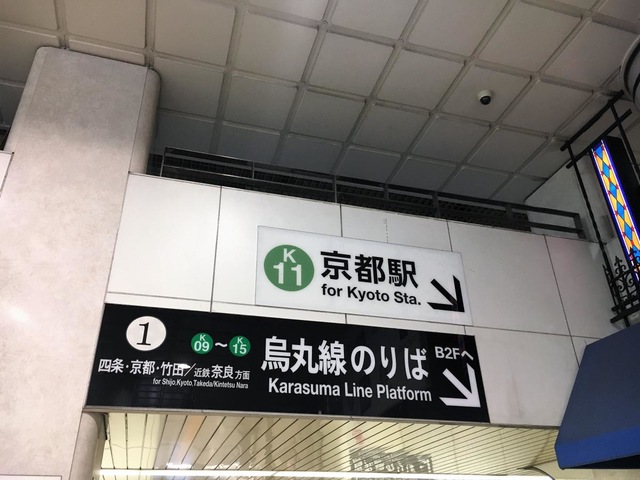 K
11
京都駅
for Kyoto Sta.
1
K
09
～
K
15
四条・京都・竹田/近鉄奈良方面
for Shijo,Kyoto,Takeda/Kintetsu Nara
烏丸線のりば
Karasuma Line Platform
B2Fへ